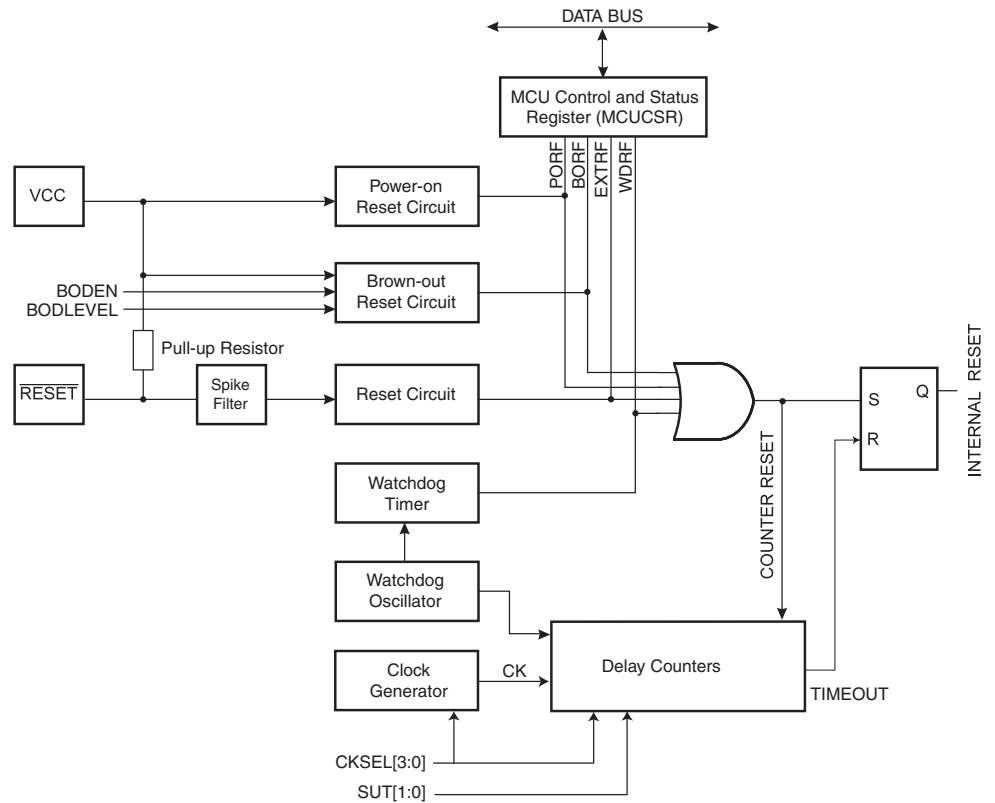 DATA BUS
MCU Control and Status
Register (MCUCSR)
PORF
BORF
EXTRF
WDRF
VCC
Power-on
Reset Circuit
BODEN
BODLEVEL
Brown-out
Reset Circuit
Pull-up Resistor
RESET
Spike
Filter
Reset Circuit
S
Q
R
INTERNAL RESET
COUNTER RESET
Watchdog
Timer
Watchdog
Oscillator
Clock
Generator
CK
Delay Counters
TIMEOUT
CKSEL[3:0]
SUT[1:0]